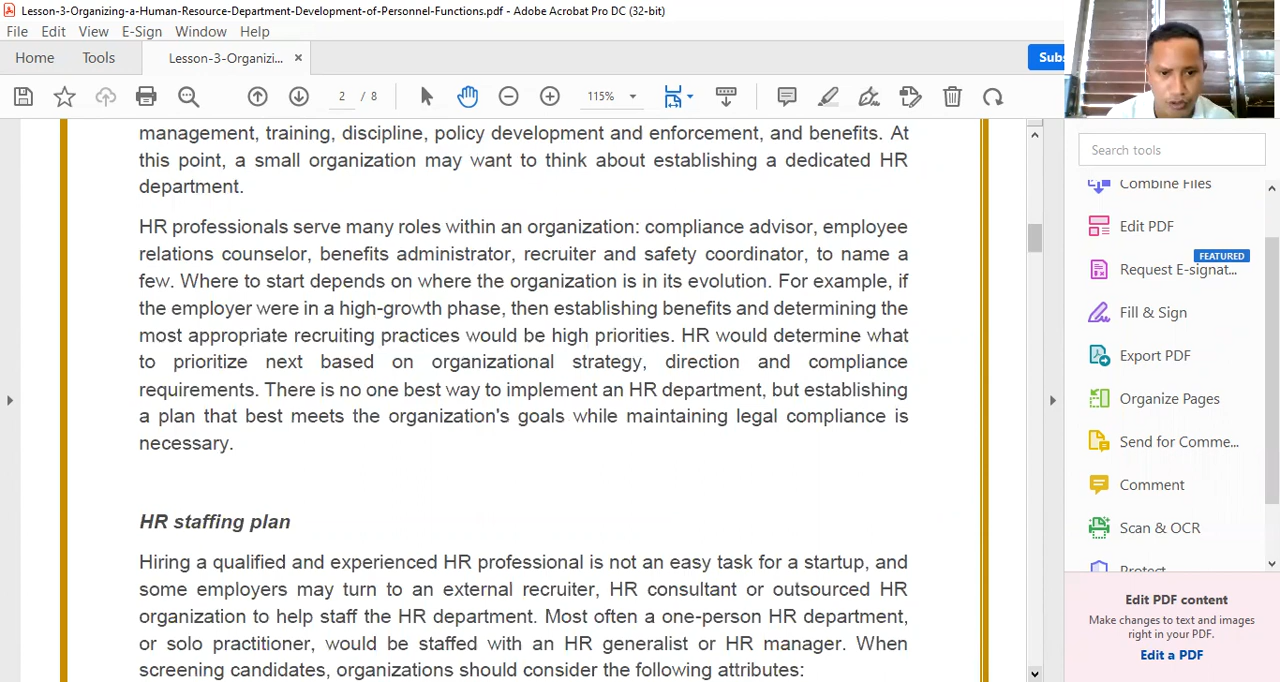 Lesson-3-Organizing-a-Human-Resource-Department-Development-of-Personnel-Functions.pdf - Adobe Acrobat Pro DC (32-bit)
File Edit View E-Sign Window Help
Home Tools Lesson-3-Organizi... ×
2 / 8 115%
management, training, discipline, policy development and enforcement, and benefits. At
this point, a small organization may want to think about establishing a dedicated HR
department.
HR professionals serve many roles within an organization: compliance advisor, employee
relations counselor, benefits administrator, recruiter and safety coordinator, to name a
few. Where to start depends on where the organization is in its evolution. For example, if
the employer were in a high-growth phase, then establishing benefits and determining the
most appropriate recruiting practices would be high priorities. HR would determine what
to prioritize next based on organizational strategy, direction and compliance
requirements. There is no one best way to implement an HR department, but establishing
a plan that best meets the organization's goals while maintaining legal compliance is
necessary.
HR staffing plan
Hiring a qualified and experienced HR professional is not an easy task for a startup, and
some employers may turn to an external recruiter, HR consultant or outsourced HR
organization to help staff the HR department. Most often a one-person HR department,
or solo practitioner, would be staffed with an HR generalist or HR manager. When
screening candidates, organizations should consider the following attributes:
Search tools
Combine Files
Edit PDF
FEATURED
Request E-signat...
Fill & Sign
Export PDF
Organize Pages
Send for Comme...
Comment
Scan & OCR
Protect
Edit PDF content
Make changes to text and images
right in your PDF.
Edit a PDF